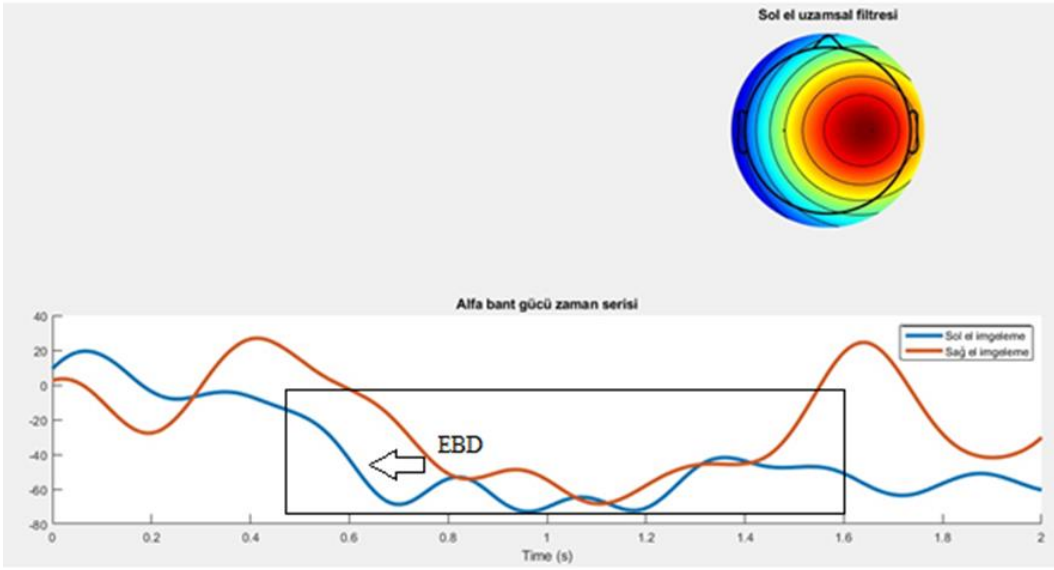 Sol el uzamsal filtresi
Alfa bant gücü zaman serisi
40
20
0
-20
-40
-60
-80
Sol el imgeleme
Sağ el imgeleme
EBD
0 0.2 0.4 0.6 0.8 1 1.2 1.4 1.6 1.8 2
Time (s)